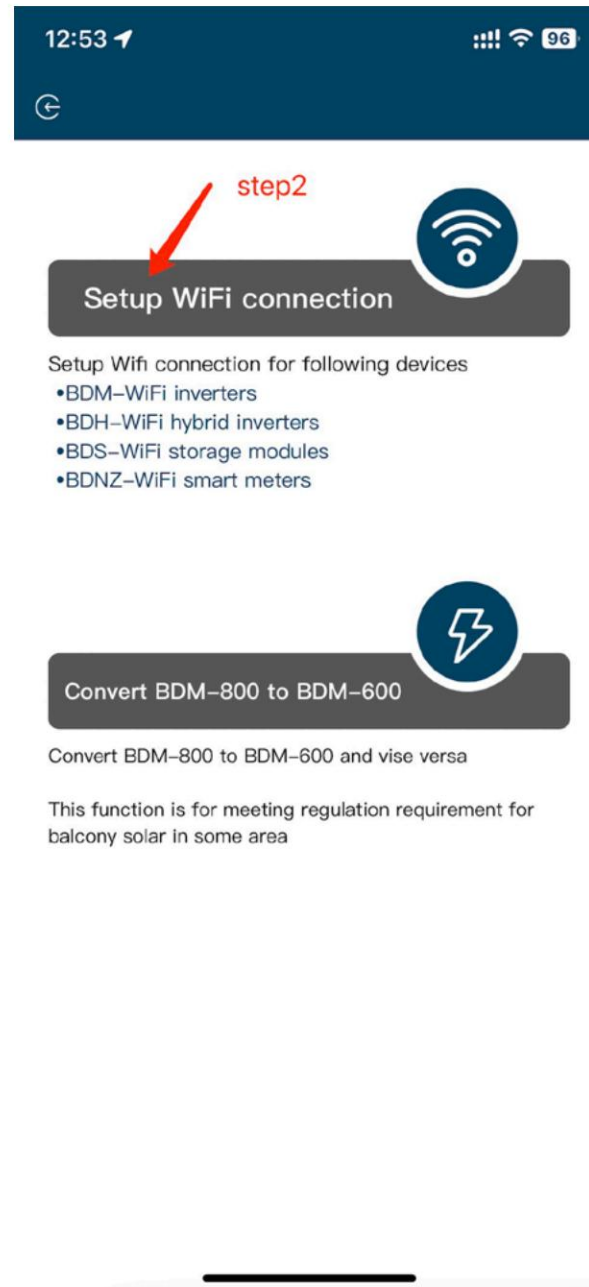 12:53
96
step2
Setup WiFi connection
Setup Wifi connection for following devices
•BDM-WiFi inverters
•BDH-WiFi hybrid inverters
•BDS-WiFi storage modules
•BDNZ-WiFi smart meters
Convert BDM-800 to BDM-600
Convert BDM-800 to BDM-600 and vise versa
This function is for meeting regulation requirement for
balcony solar in some area